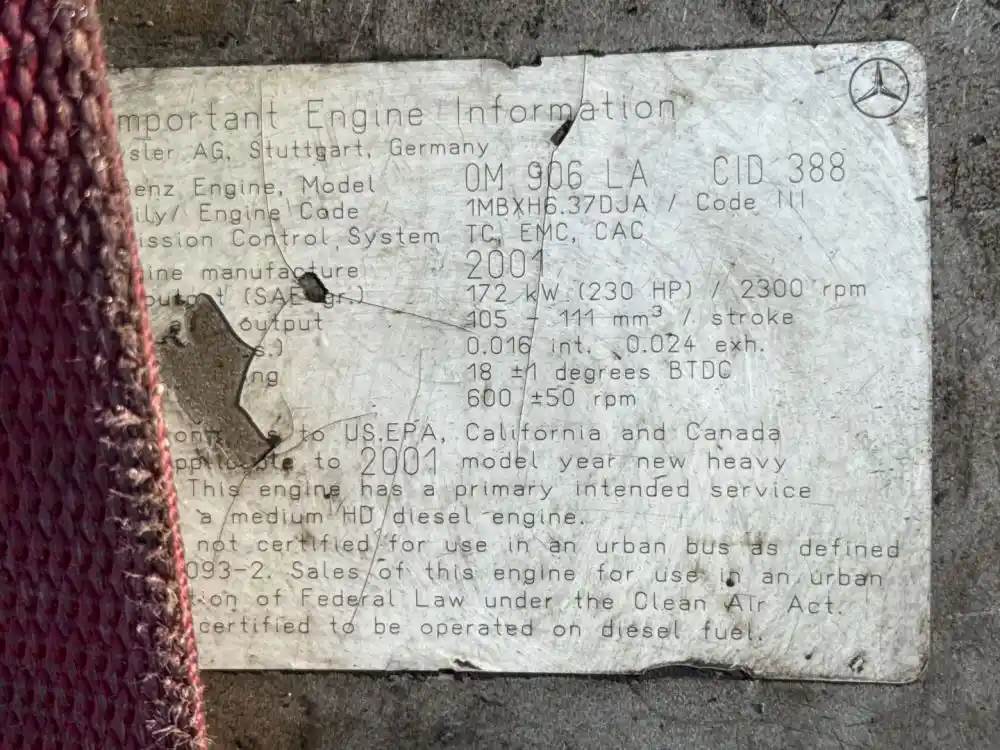 mportant Engine Information
sler AG, Stuttgart, Germany
enz Engine, Model OM 906 LA CID 388
ily/ Engine Code 1MBXH6.37DJA / Code III
ission Control System TC, EMC, CAC
gine manufacture 2001
output (SAE gr.) 172 kW (230 HP) / 2300 rpm
output 105 - 111 mm³ / stroke
s.) 0.016 int. 0.024 exh.
ng 18 ±1 degrees BTDC
600 ±50 rpm
to US.EPA, California and Canada
to 2001 model year new heavy
This engine has a primary intended service
a medium HD diesel engine.
not certified for use in an urban bus as defined
093-2. Sales of this engine for use in an urban
tion of Federal Law under the Clean Air Act.
certified to be operated on diesel fuel.